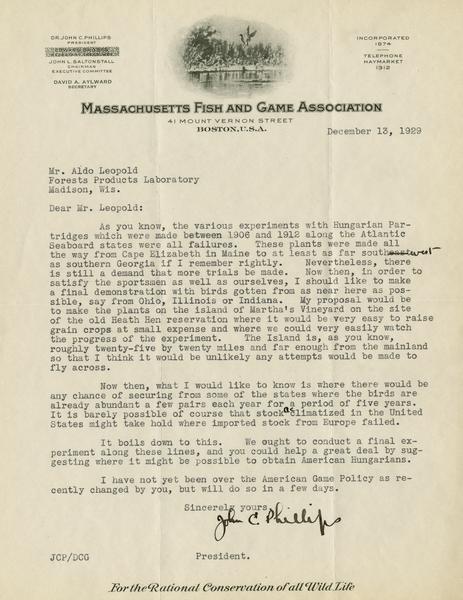 DR. JOHN C. PHILLIPS
PRESIDENT
JOHN L. SALTONSTALL
CHAIRMAN
EXECUTIVE COMMITTEE
DAVID A. AYLWARD
SECRETARY
INCORPORATED
1874
TELEPHONE
HAYMARKET
1312
MASSACHUSETTS FISH AND GAME ASSOCIATION
41 MOUNT VERNON STREET
BOSTON, U.S.A.
December 13, 1929
Mr. Aldo Leopold
Forests Products Laboratory
Madison, Wis.
Dear Mr. Leopold:
As you know, the various experiments with Hungarian Par-
tridges which were made between 1906 and 1912 along the Atlantic
Seaboard states were all failures. These plants were made all
the way from Cape Elizabeth in Maine to at least as far southwest
as southern Georgia if I remember rightly. Nevertheless, there
is still a demand that more trials be made. Now then, in order to
satisfy the sportsmen as well as ourselves, I should like to make
a final demonstration with birds gotten from as near here as pos-
sible, say from Ohio, Illinois or Indiana. My proposal would be
to make the plants on the island of Martha's Vineyard on the site
of the old Heath Hen reservation where it would be very easy to raise
grain crops at small expense and where we could very easily watch
the progress of the experiment. The Island is, as you know,
roughly twenty-five by twenty miles and far enough from the mainland
so that I think it would be unlikely any attempts would be made to
fly across.
Now then, what I would like to know is where there would be
any chance of securing from some of the states where the birds are
already abundant a few pairs each year for a period of five years.
It is barely possible of course that stock asclimatized in the United
States might take hold where imported stock from Europe failed.
It boils down to this. We ought to conduct a final ex-
periment along these lines, and you could help a great deal by sug-
gesting where it might be possible to obtain American Hungarians.
I have not yet been over the American Game Policy as re-
cently changed by you, but will do so in a few days.
Sincerely yours,
John C. Phillips
JCP/DCG
President.
For the Rational Conservation of all Wild Life